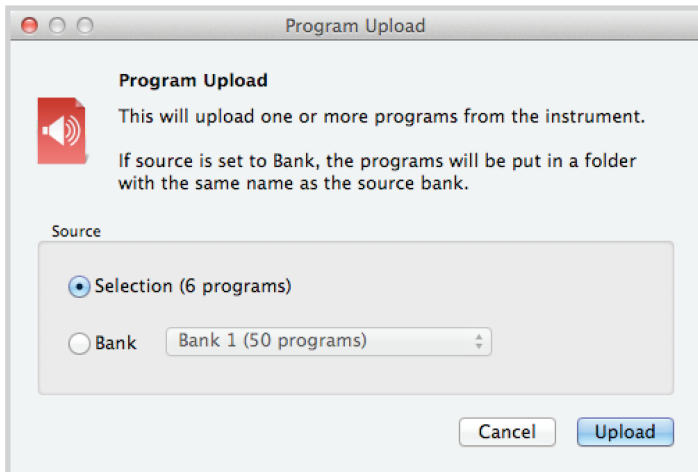 Program Upload
Program Upload
This will upload one or more programs from the instrument.
If source is set to Bank, the programs will be put in a folder
with the same name as the source bank.
Source
Selection (6 programs)
Bank Bank 1 (50 programs)
Cancel Upload